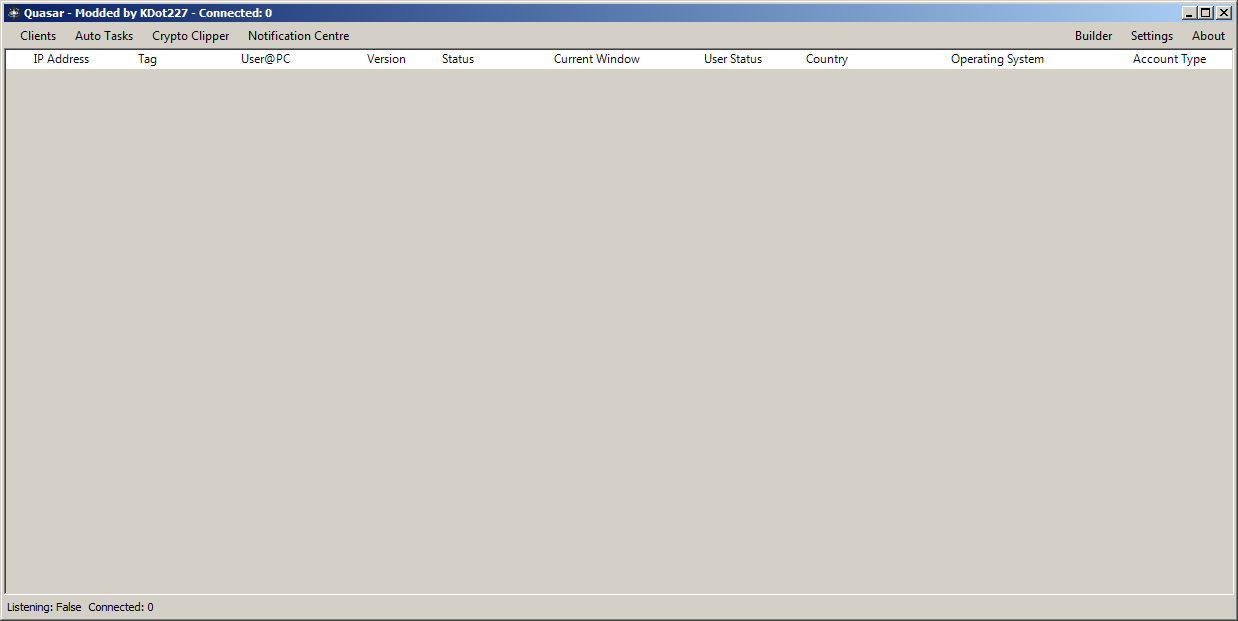 Quasar - Modded by KDot227 - Connected: 0
Clients Auto Tasks Crypto Clipper Notification Centre Builder Settings About
IP Address Tag User@PC Version Status Current Window User Status Country Operating System Account Type
Listening: False Connected: 0